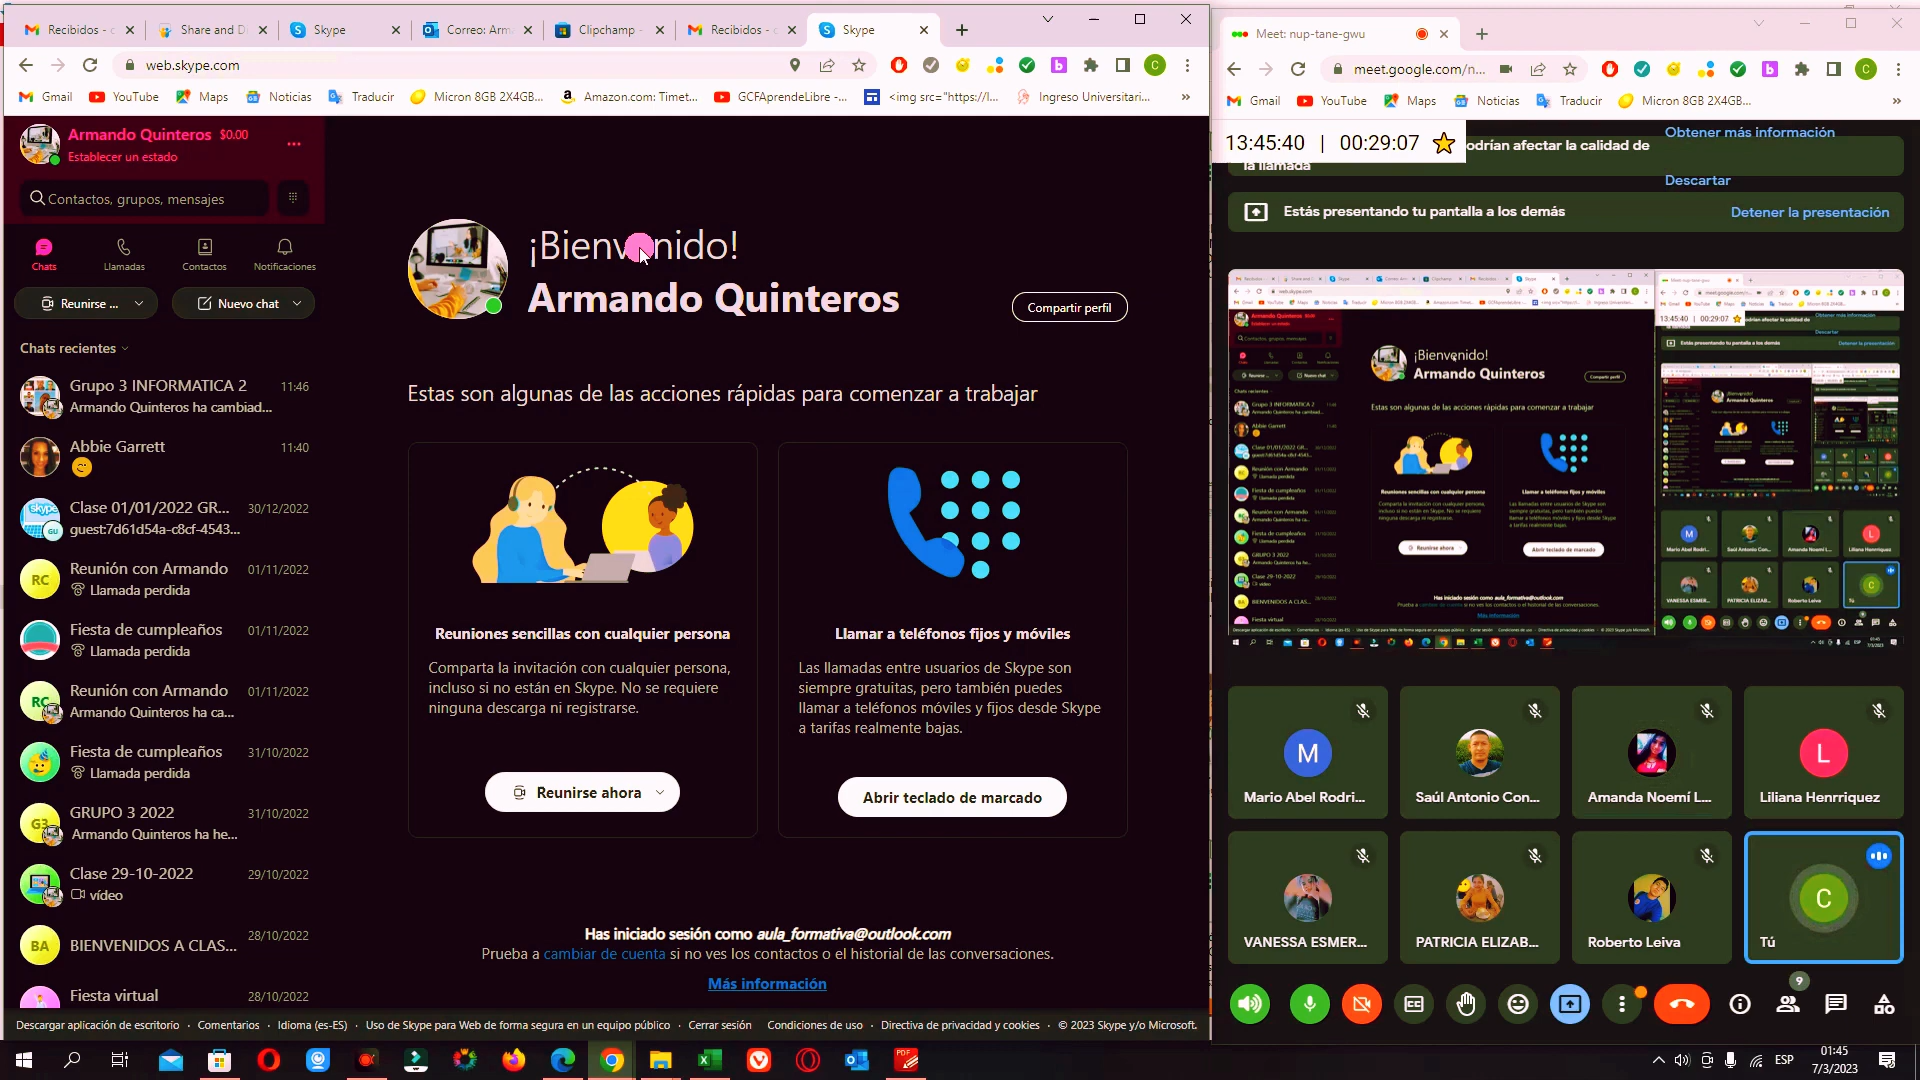 Recibidos - c
Share and D
Skype
Correo: Arm
Clipchamp -
Recibidos - c
Skype
web.skype.com
Gmail
YouTube
Maps
Noticias
Traducir
Micron 8GB 2X4GB...
Amazon.com: Timet...
GCFAprendeLibre -...
<img src="https://l...
Ingreso Universitari...
»
Armando Quinteros $0.00
Establecer un estado
Contactos, grupos, mensajes
Chats
Llamadas
Contactos
Notificaciones
Reunirse ...
Nuevo chat
Chats recientes
Grupo 3 INFORMATICA 2 11:46
Armando Quinteros ha cambiad...
Abbie Garrett 11:40
Clase 01/01/2022 GR... 30/12/2022
guest:7d61d54a-c8cf-4543...
RC Reunión con Armando 01/11/2022
Llamada perdida
Fiesta de cumpleaños 01/11/2022
Llamada perdida
RC Reunión con Armando 01/11/2022
Armando Quinteros ha ca...
Fiesta de cumpleaños 31/10/2022
Llamada perdida
G3 GRUPO 3 2022 31/10/2022
Armando Quinteros ha he...
Clase 29-10-2022 29/10/2022
vídeo
BA BIENVENIDOS A CLAS... 28/10/2022
Fiesta virtual 28/10/2022
¡Bienvenido!
Armando Quinteros
Compartir perfil
Estas son algunas de las acciones rápidas para comenzar a trabajar
Reuniones sencillas con cualquier persona
Comparta la invitación con cualquier persona,
incluso si no están en Skype. No se requiere
ninguna descarga ni registrarse.
Reunirse ahora
Llamar a teléfonos fijos y móviles
Las llamadas entre usuarios de Skype son
siempre gratuitas, pero también puedes
llamar a teléfonos móviles y fijos desde Skype
a tarifas realmente bajas.
Abrir teclado de marcado
Has iniciado sesión como aula_formativa@outlook.com
Prueba a cambiar de cuenta si no ves los contactos o el historial de las conversaciones.
Más información
Descargar aplicación de escritorio · Comentarios · Idioma (es-ES) · Uso de Skype para Web de forma segura en un equipo público · Cerrar sesión Condiciones de uso · Directiva de privacidad y cookies · © 2023 Skype y/o Microsoft.
Meet: nup-tane-gwu
meet.google.com/n...
Gmail
YouTube
Maps
Noticias
Traducir
Micron 8GB 2X4GB...
»
13:45:40 | 00:29:07
Obtener más información
odrían afectar la calidad de
la llamada
Descartar
Estás presentando tu pantalla a los demás
Detener la presentación
M
Mario Abel Rodri...
Saúl Antonio Con...
Amanda Noemí L...
L
Liliana Henrriquez
VANESSA ESMER...
PATRICIA ELIZAB...
Roberto Leiva
C
Tú
9
ESP
01:45
7/3/2023